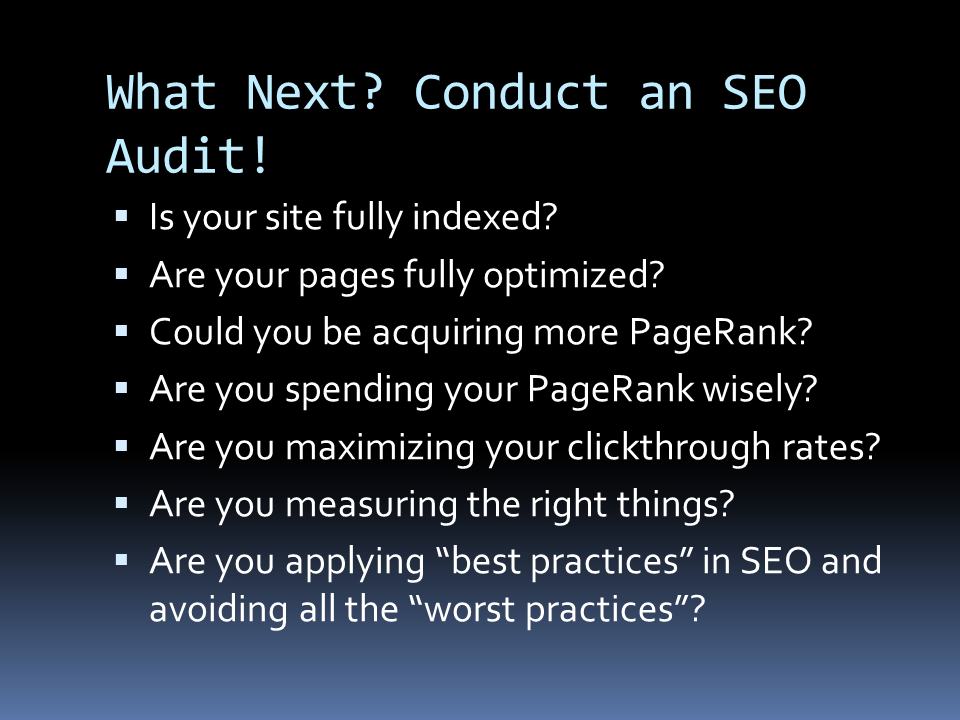 What Next? Conduct an SEO
Audit!
▪ Is your site fully indexed?
▪ Are your pages fully optimized?
▪ Could you be acquiring more PageRank?
▪ Are you spending your PageRank wisely?
▪ Are you maximizing your clickthrough rates?
▪ Are you measuring the right things?
▪ Are you applying “best practices” in SEO and
avoiding all the “worst practices”?